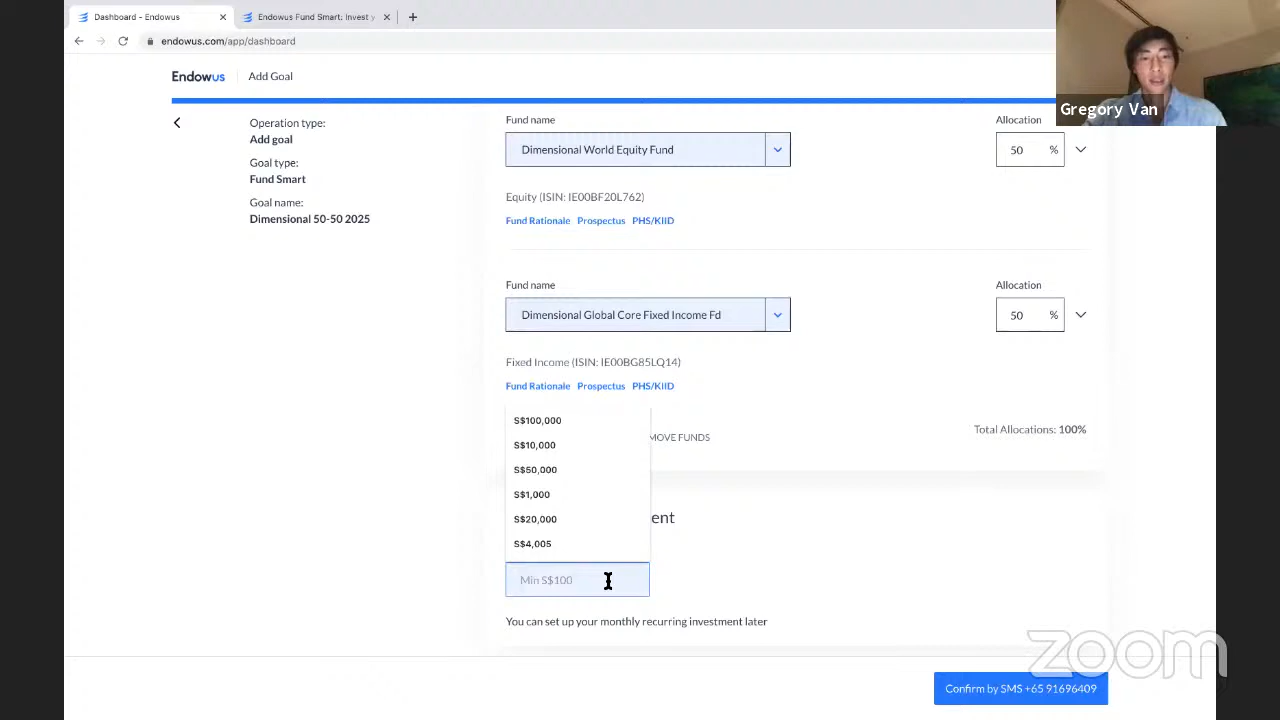 Dashboard - Endowus
Endowus Fund Smart: Invest y
endowus.com/app/dashboard
Gregory Van
Endowus
Add Goal
Operation type:
Add goal
Goal type:
Fund Smart
Goal name:
Dimensional 50-50 2025
Fund name
Allocation
Dimensional World Equity Fund
50 %
Equity (ISIN: IE00BF20L762)
Fund Rationale Prospectus PHS/KIID
Fund name
Allocation
Dimensional Global Core Fixed Income Fd
50 %
Fixed Income (ISIN: IE00BG85LQ14)
Fund Rationale Prospectus PHS/KIID
S$100,000
S$10,000
S$50,000
S$1,000
S$20,000
S$4,005
MOVE FUNDS
Total Allocations: 100%
ent
Min S$100
You can set up your monthly recurring investment later
zoom
Confirm by SMS +65 91696409